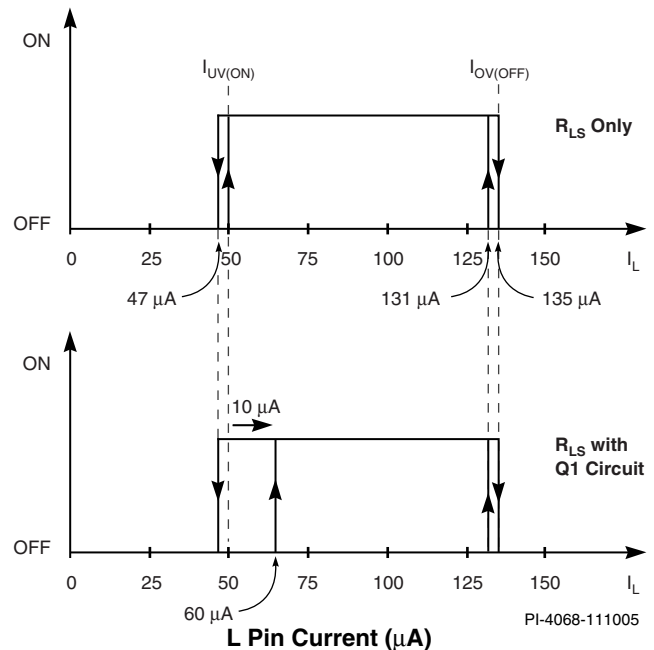 ON
I_UV(ON)
I_OV(OFF)
R_LS Only
OFF
0 25 50 75 100 125 150 I_L
47 μA
131 μA
135 μA
ON
10 μA
R_LS with
Q1 Circuit
OFF
0 25 50 75 100 125 150 I_L
60 μA
PI-4068-111005
L Pin Current (μA)